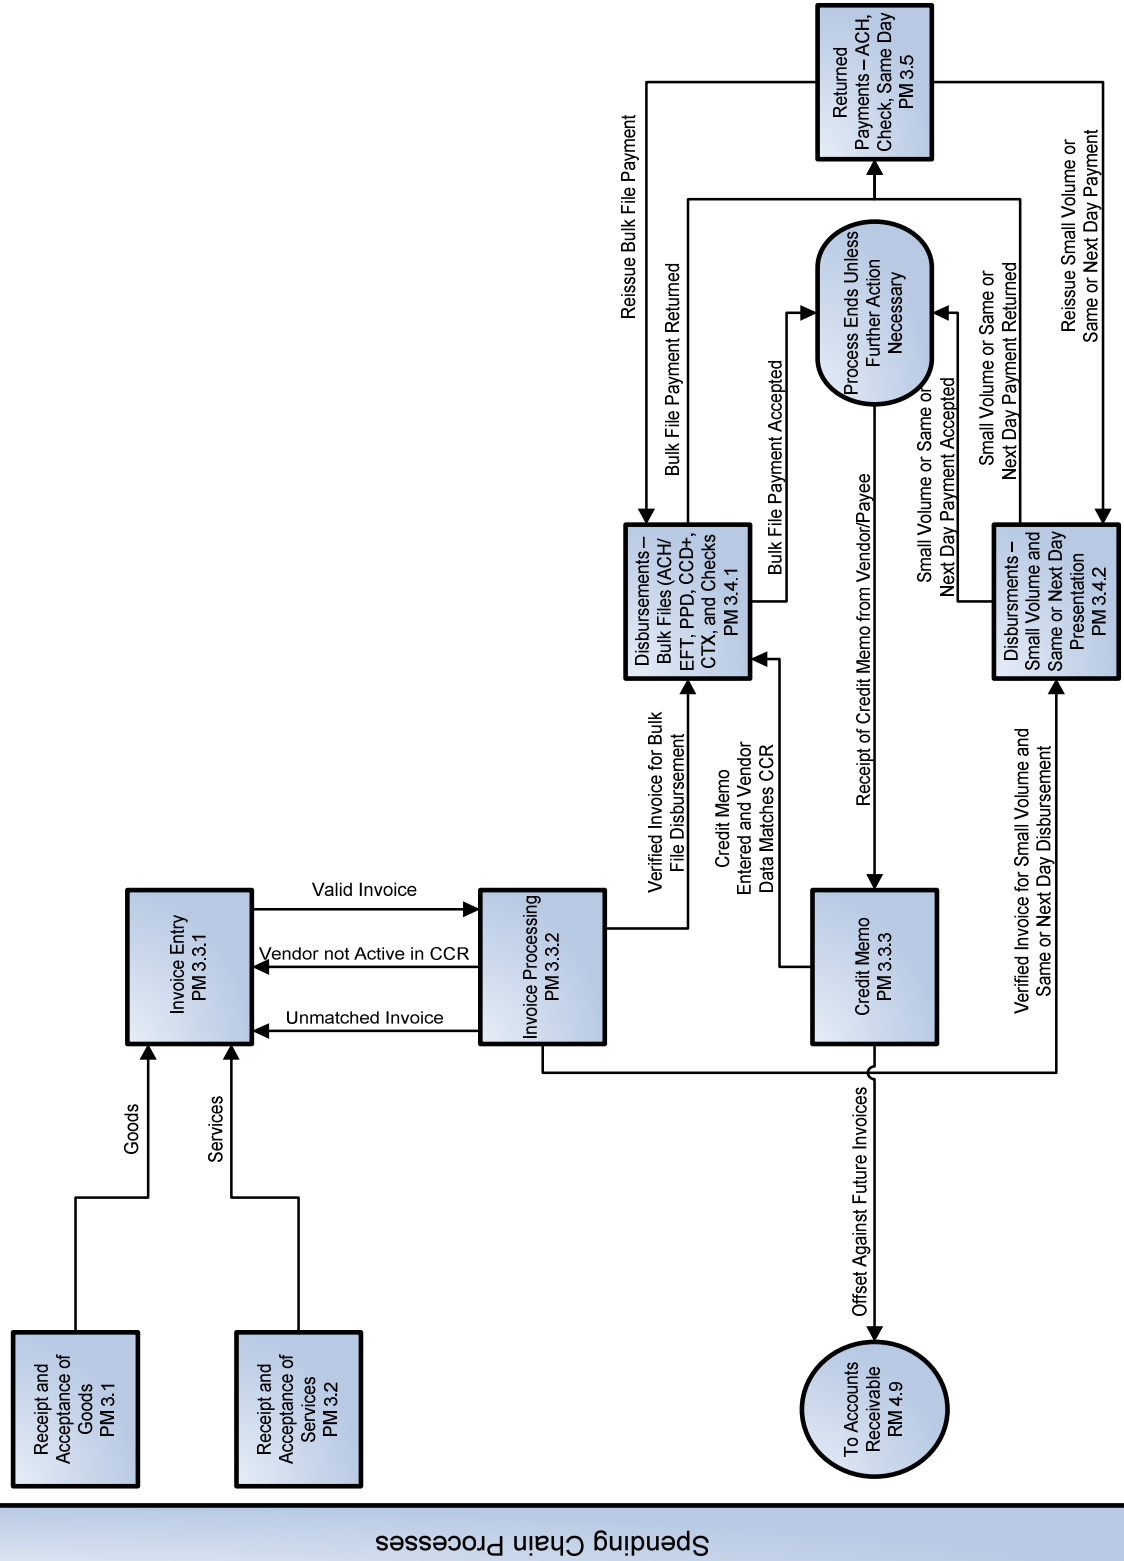 Spending Chain Processes
Receipt and
Acceptance of
Goods
PM 3.1
Receipt and
Acceptance of
Services
PM 3.2
Goods
Services
Invoice Entry
PM 3.3.1
Valid Invoice
Vendor not Active in CCR
Unmatched Invoice
Invoice Processing
PM 3.3.2
Verified Invoice for Bulk
File Disbursement
Credit Memo
Entered and Vendor
Data Matches CCR
Verified Invoice for Small Volume and
Same or Next Day Disbursement
Credit Memo
PM 3.3.3
Offset Against Future Invoices
To Accounts
Receivable
RM 4.9
Receipt of Credit Memo from Vendor/Payee
Disbursements –
Bulk Files (ACH/
EFT, PPD, CCD+,
CTX, and Checks
PM 3.4.1
Disbursments –
Small Volume and
Same or Next Day
Presentation
PM 3.4.2
Reissue Bulk File Payment
Bulk File Payment Returned
Bulk File Payment Accepted
Process Ends Unless
Further Action
Necessary
Small Volume or Same or
Next Day Payment Accepted
Small Volume or Same or
Next Day Payment Returned
Reissue Small Volume or
Same or Next Day Payment
Returned
Payments – ACH,
Check, Same Day
PM 3.5